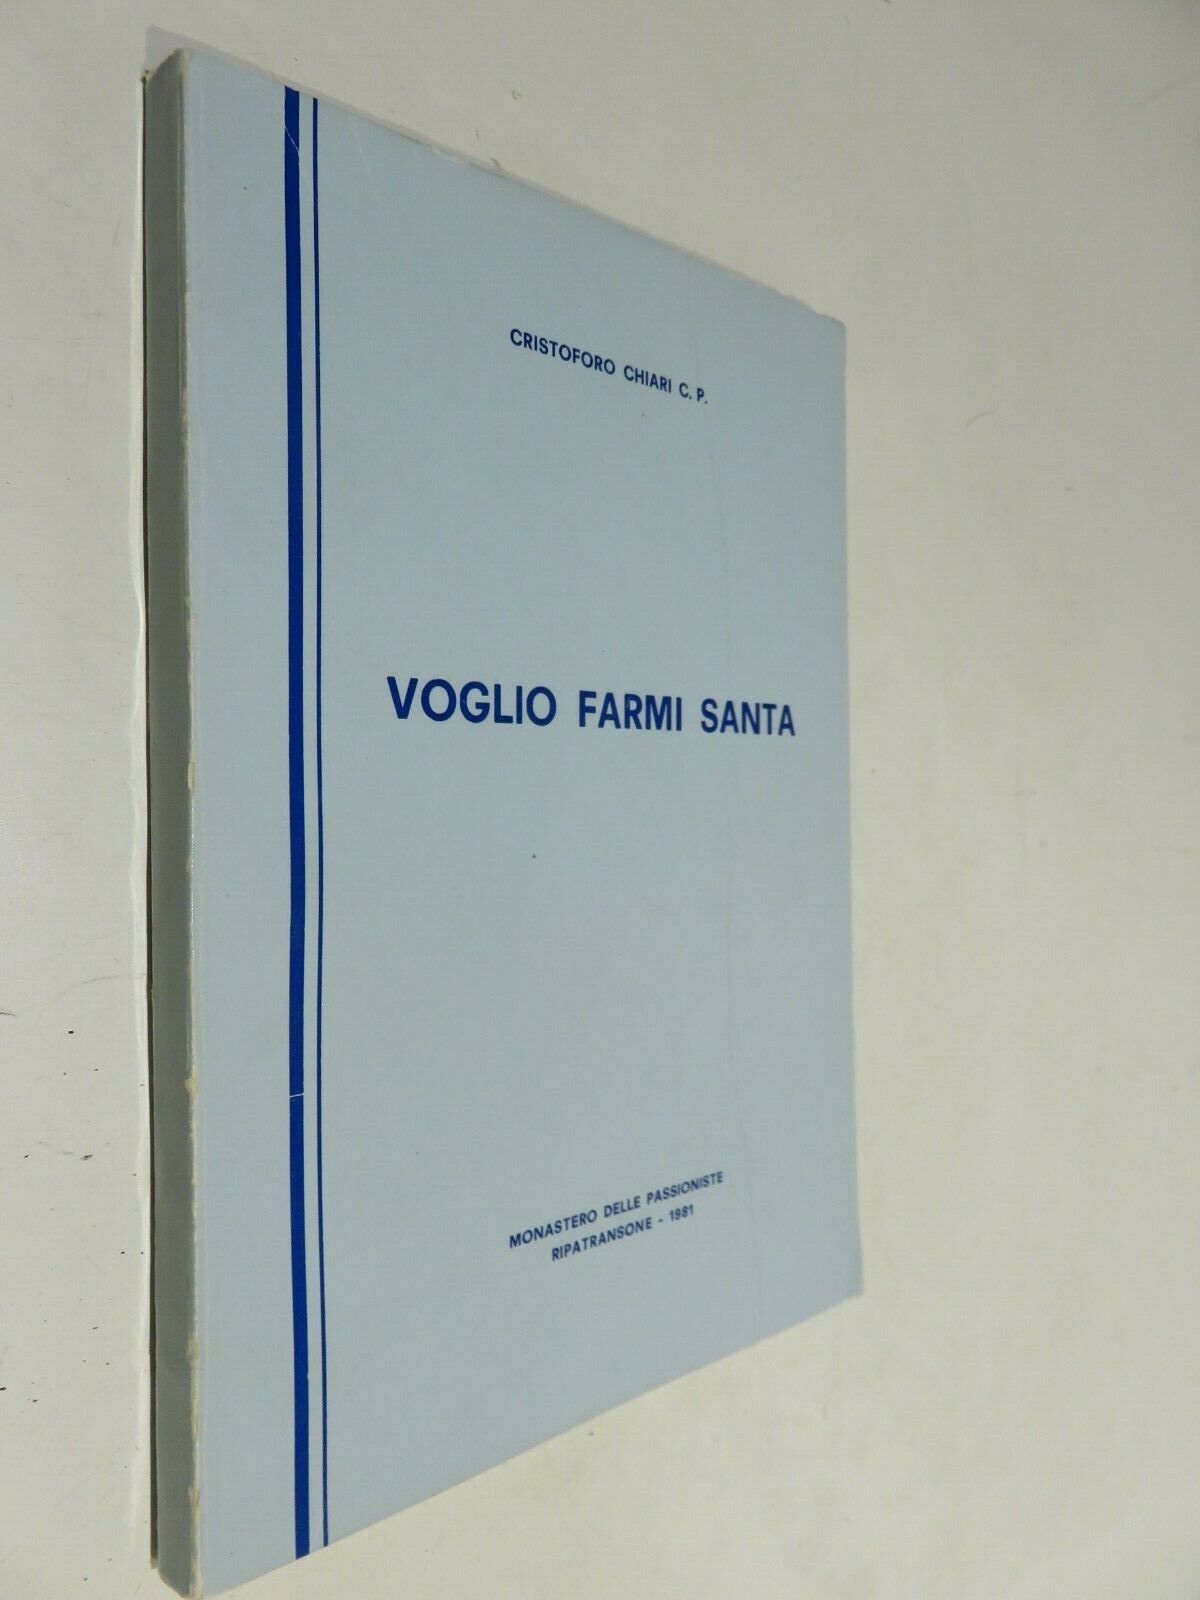 CRISTOFORO CHIARI C. P.
VOGLIO FARMI SANTA
MONASTERO DELLE PASSIONISTE
RIPATRANSONE - 1981